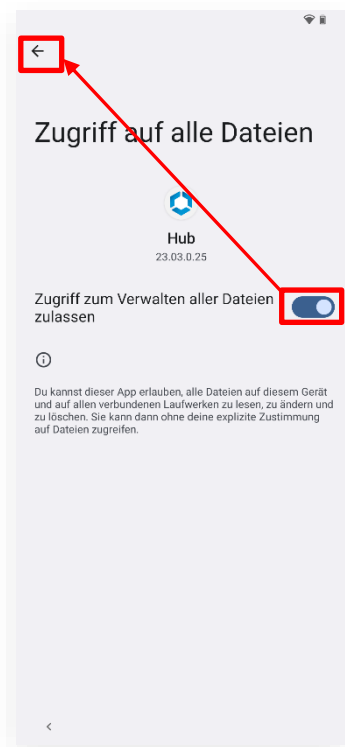 Zugriff auf alle Dateien
Hub
23.03.0.25
Zugriff zum Verwalten aller Dateien
zulassen
Du kannst dieser App erlauben, alle Dateien auf diesem Gerät
und auf allen verbundenen Laufwerken zu lesen, zu ändern und
zu löschen. Sie kann dann ohne deine explizite Zustimmung
auf Dateien zugreifen.